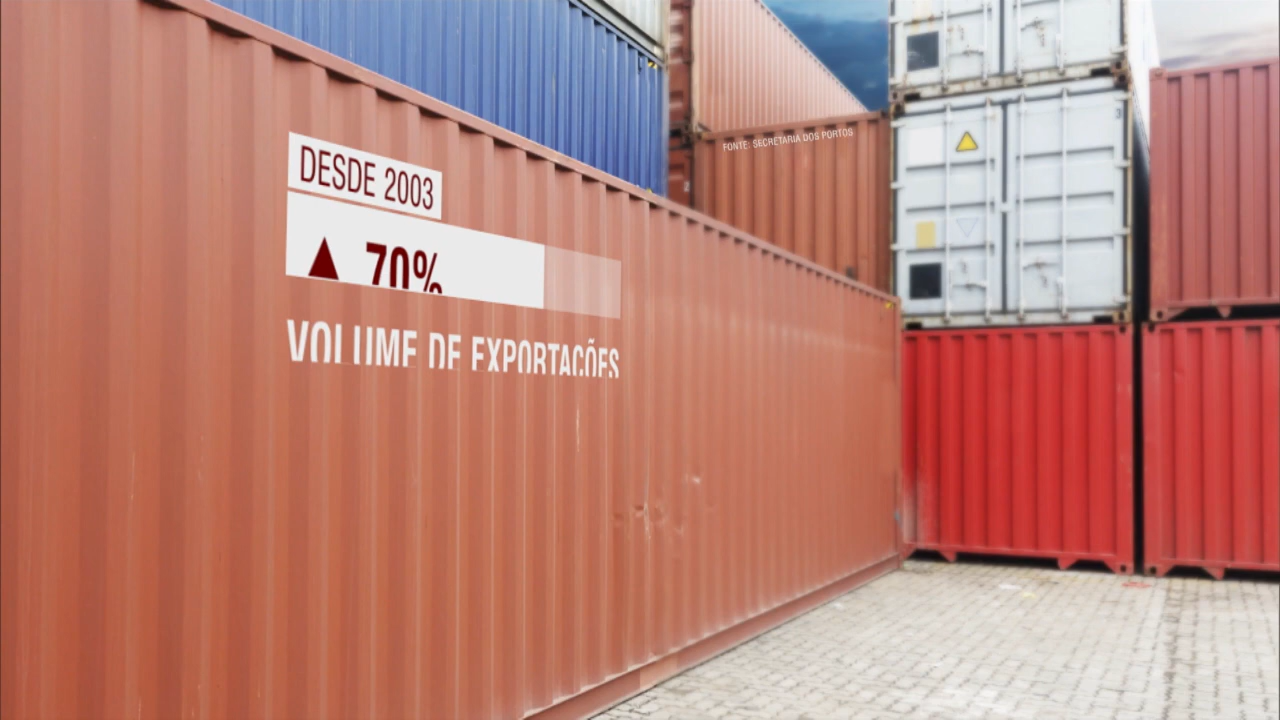 DESDE 2003
▲ 70%
VOLUME DE EXPORTAÇÕES
FONTE: SECRETARIA DOS PORTOS